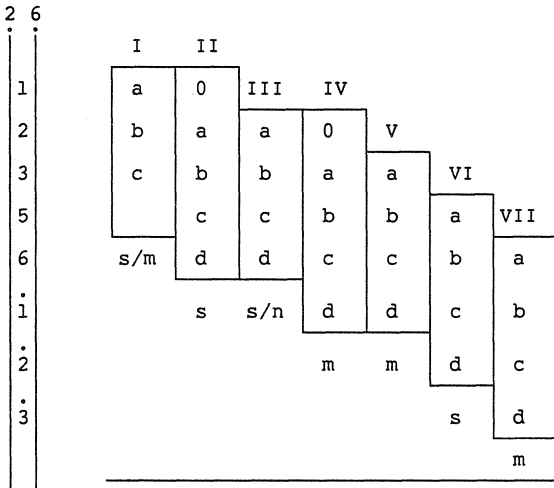 2̣ 6̣
I II
1 a 0 III IV
2 b a a 0 V
3 c b b a a VI
5 c c b b a VII
6 s/m d d c c b a
1̇ s s/n d d c b
2̇ m m d c
3̇ s d
m